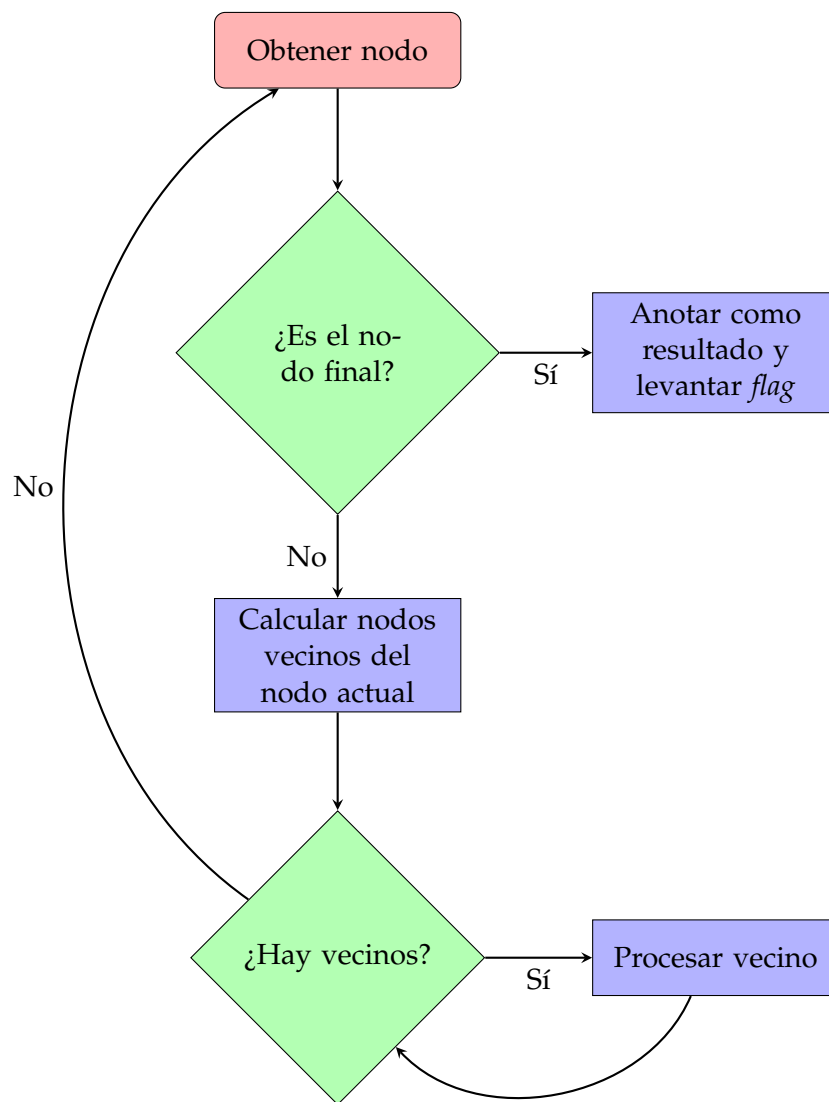 Obtener nodo
¿Es el no-
do final?
Sí
Anotar como
resultado y
levantar flag
No
No
Calcular nodos
vecinos del
nodo actual
¿Hay vecinos?
Sí
Procesar vecino